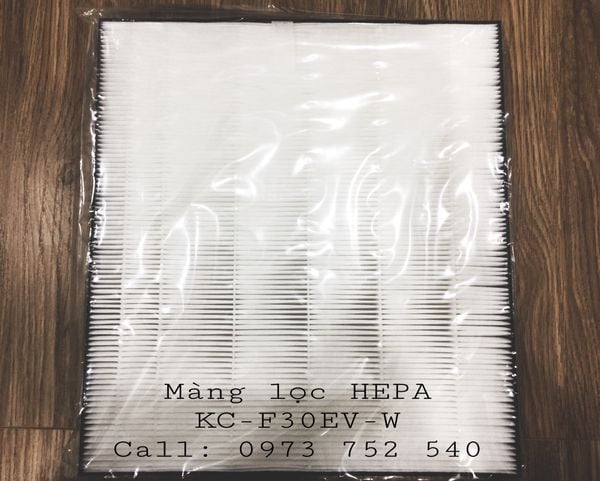 Màng lọc HEPA
KC-F30EV-W
Call: 0973 752 540